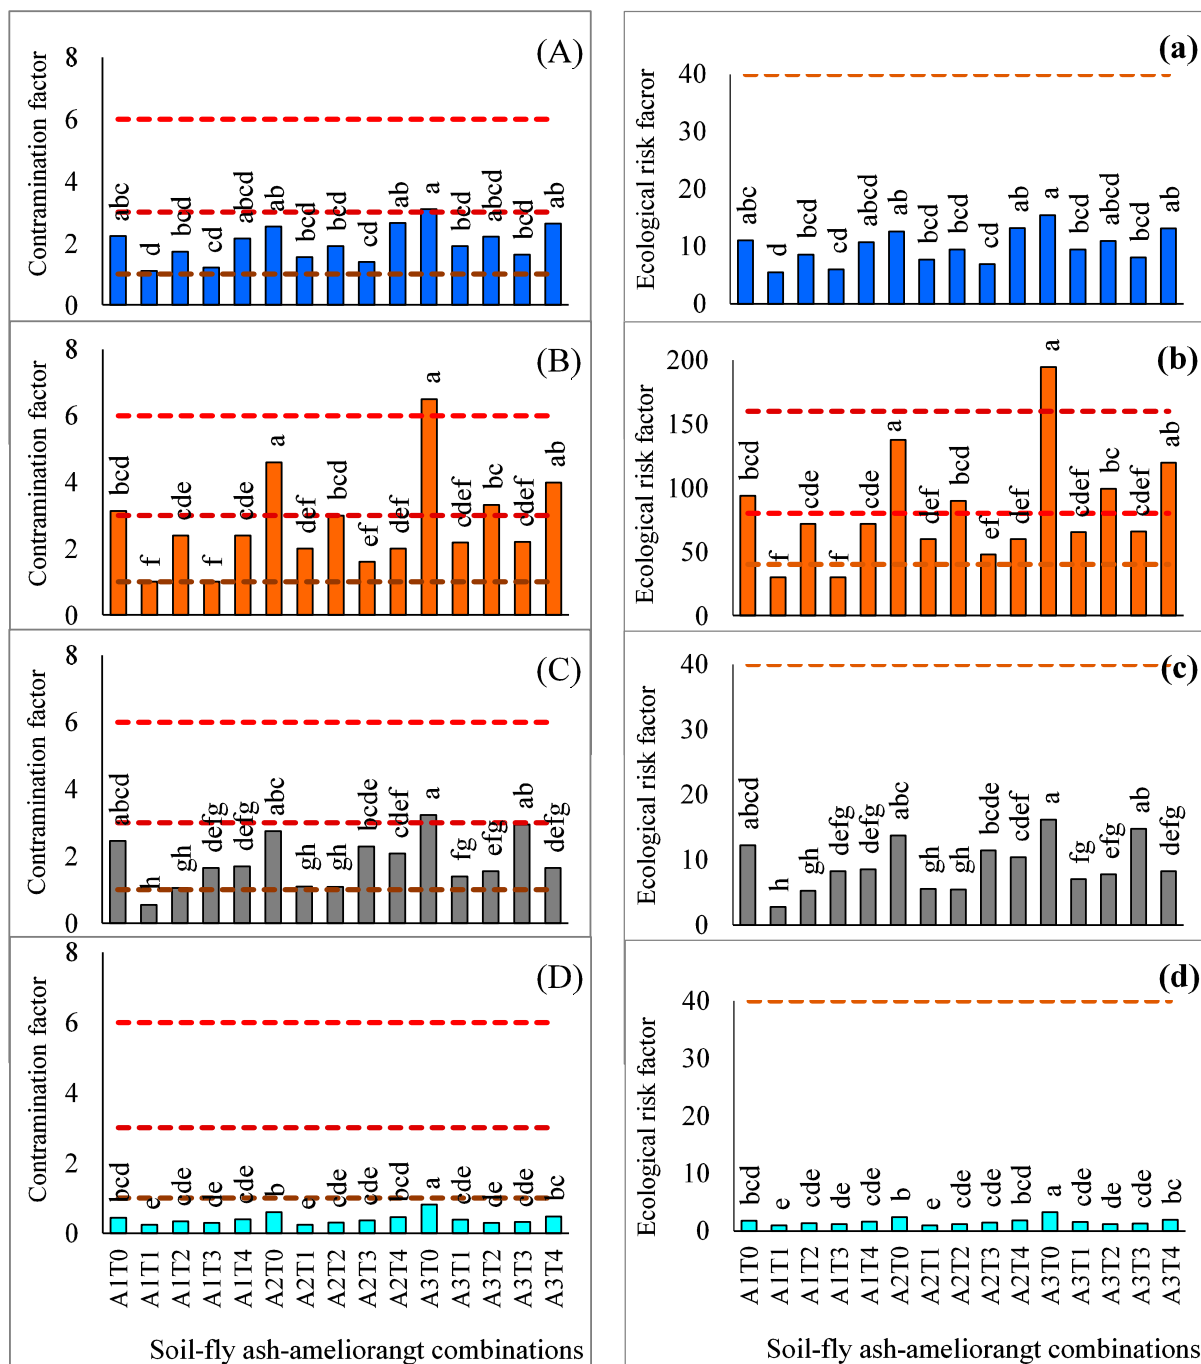 (A)
Contramination factor
8
6
4
2
0
abc
d
bcd
cd
abcd
ab
bcd
bcd
cd
ab
a
bcd
abcd
bcd
ab
(a)
Ecological risk facror
40
30
20
10
0
abc
d
bcd
cd
abcd
ab
bcd
bcd
cd
ab
a
bcd
abcd
bcd
ab
(B)
Contramination factor
8
6
4
2
0
bcd
f
cde
f
cde
a
def
bcd
ef
def
a
cdef
bc
cdef
ab
(b)
Ecological risk factor
200
150
100
50
0
bcd
f
cde
f
cde
a
def
bcd
ef
def
a
cdef
bc
cdef
ab
(C)
Contramination factor
8
6
4
2
0
abcd
h
gh
defg
defg
abc
gh
gh
bcde
cdef
a
fg
efg
ab
defg
(c)
Ecological risk factor
40
30
20
10
0
abcd
h
gh
defg
defg
abc
gh
gh
bcde
cdef
a
fg
efg
ab
defg
(D)
Contramination factor
8
6
4
2
0
bcd
e
cde
de
cde
b
e
cde
cde
bcd
a
cde
de
cde
bc
A1T0
A1T1
A1T2
A1T3
A1T4
A2T0
A2T1
A2T2
A2T3
A2T4
A3T0
A3T1
A3T2
A3T3
A3T4
Soil-fly ash-ameliorangt combinations
(d)
Ecological risk factor
40
30
20
10
0
bcd
e
cde
de
cde
b
e
cde
cde
bcd
a
cde
de
cde
bc
A1T0
A1T1
A1T2
A1T3
A1T4
A2T0
A2T1
A2T2
A2T3
A2T4
A3T0
A3T1
A3T2
A3T3
A3T4
Soil-fly ash-ameliorangt combinations